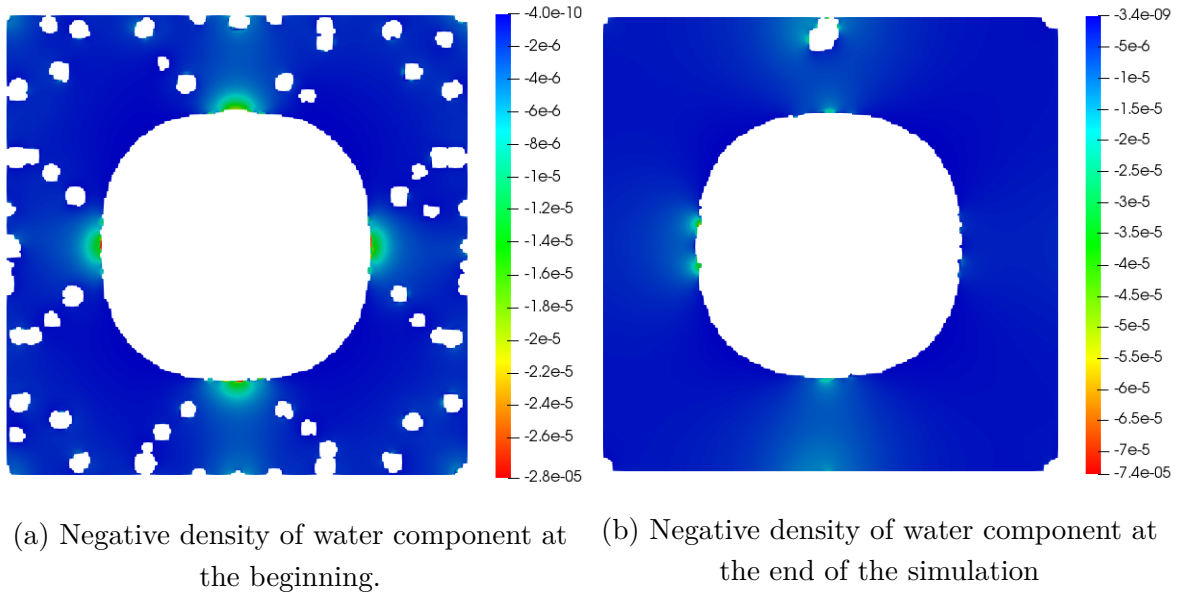 -4.0e-10
-2e-6
-4e-6
-6e-6
-8e-6
-1e-5
-1.2e-5
-1.4e-5
-1.6e-5
-1.8e-5
-2e-5
-2.2e-5
-2.4e-5
-2.6e-5
-2.8e-05
-3.4e-09
-5e-6
-1e-5
-1.5e-5
-2e-5
-2.5e-5
-3e-5
-3.5e-5
-4e-5
-4.5e-5
-5e-5
-5.5e-5
-6e-5
-6.5e-5
-7e-5
-7.4e-05
(a) Negative density of water component at
the beginning.
(b) Negative density of water component at
the end of the simulation